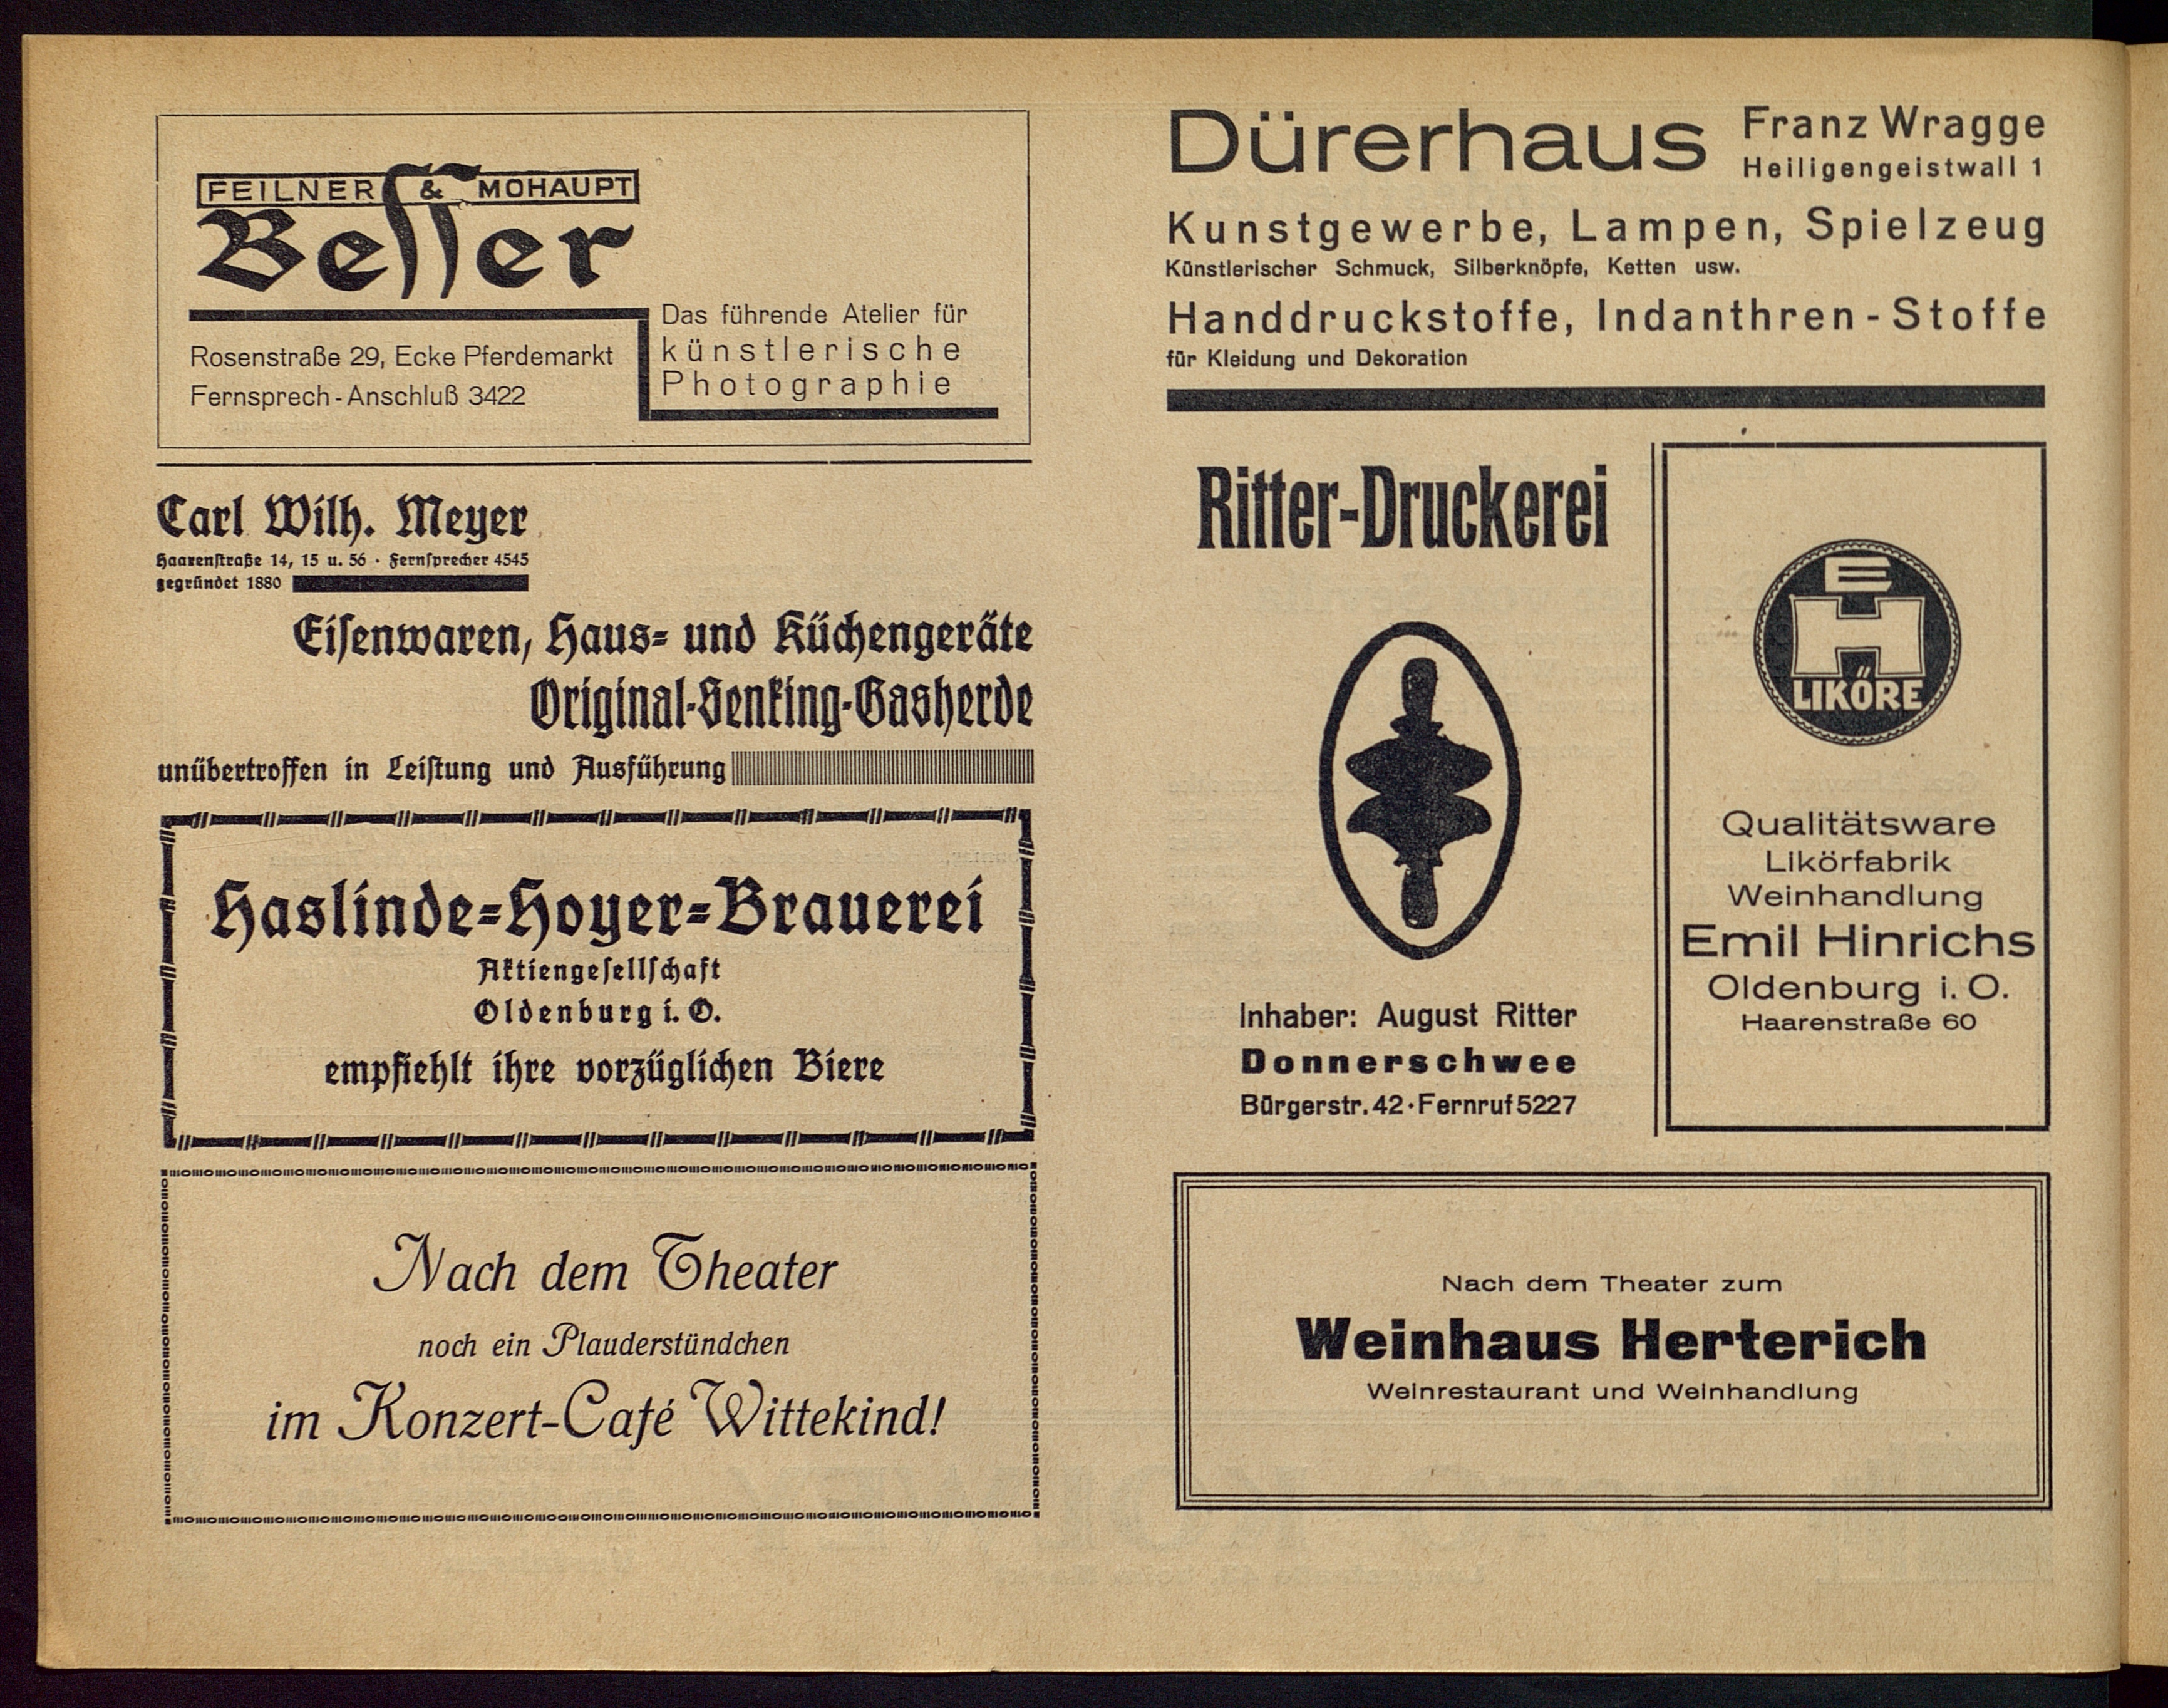 FEILNER & MOHAUPT
Besser
Rosenstraße 29, Ecke Pferdemarkt
Fernsprech-Anschluß 3422
Das führende Atelier für
künstlerische
Photographie
Carl Wilh. Meyer
Haarenstraße 14, 15 u. 56 · Fernsprecher 4545
gegründet 1880
Eisenwaren, Haus- und Küchengeräte
Original-Senking-Gasherde
unübertroffen in Leistung und Ausführung
Haslinde-Hoyer-Brauerei
Aktiengesellschaft
Oldenburg i. O.
empfiehlt ihre vorzüglichen Biere
Nach dem Theater
noch ein Plauderstündchen
im Konzert-Café Wittekind!
Dürerhaus Franz Wragge
Heiligengeistwall 1
Kunstgewerbe, Lampen, Spielzeug
Künstlerischer Schmuck, Silberknöpfe, Ketten usw.
Handdruckstoffe, Indanthren-Stoffe
für Kleidung und Dekoration
Ritter-Druckerei
Inhaber: August Ritter
Donnerschwee
Bürgerstr. 42 · Fernruf 5227
E
H
LIKÖRE
Qualitätsware
Likörfabrik
Weinhandlung
Emil Hinrichs
Oldenburg i. O.
Haarenstraße 60
Nach dem Theater zum
Weinhaus Herterich
Weinrestaurant und Weinhandlung